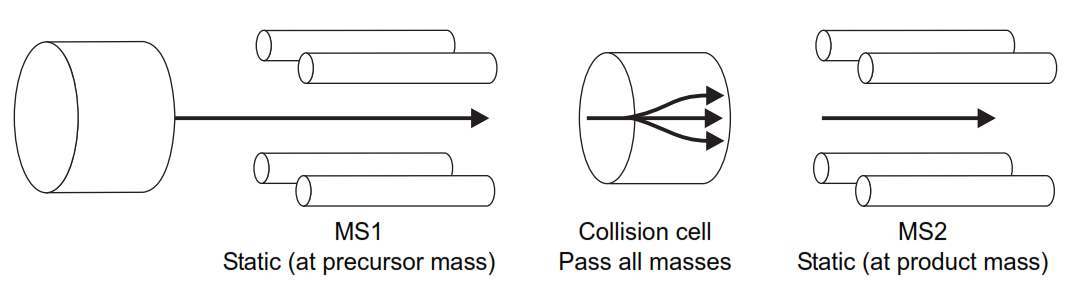 MS1
Static (at precursor mass)
Collision cell
Pass all masses
MS2
Static (at product mass)